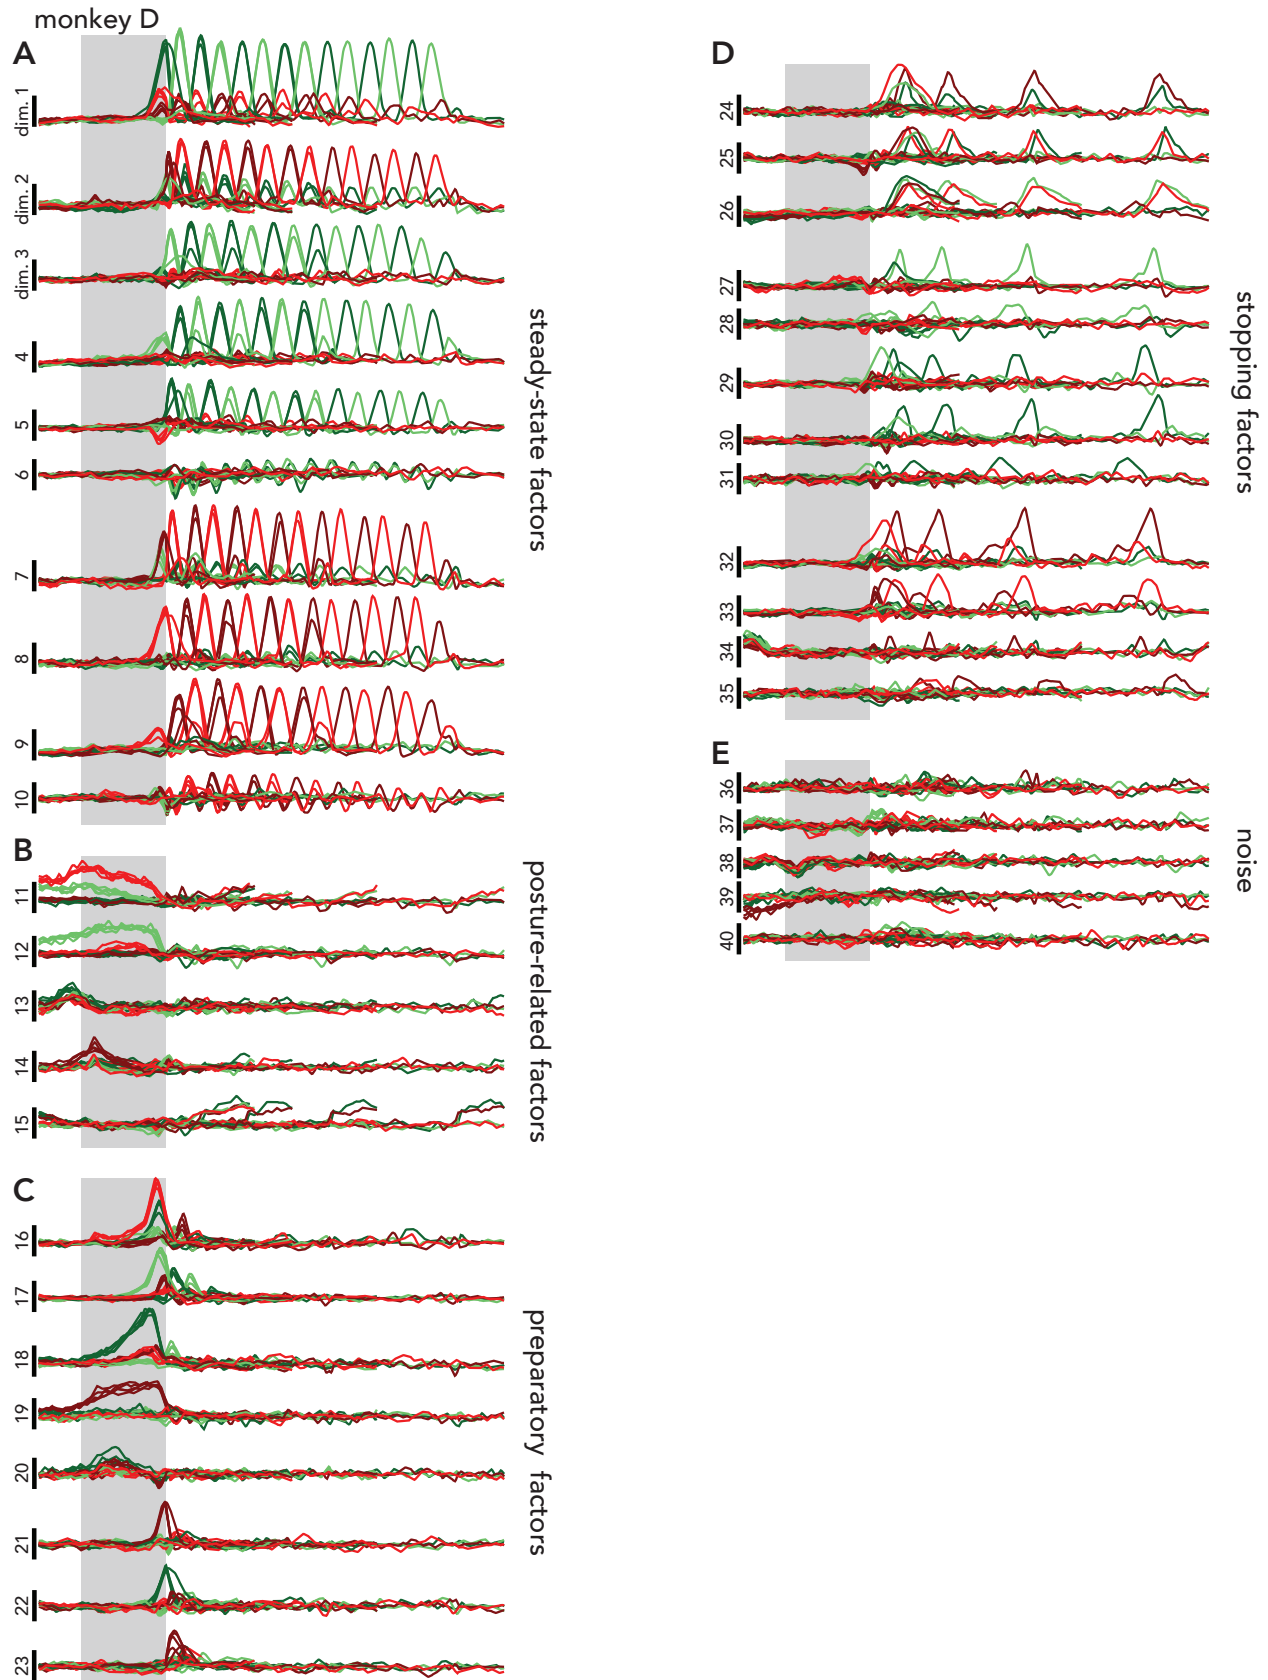 monkey D
A
dim. 1
dim. 2
dim. 3
4
5
6
7
8
9
10
steady-state factors
B
11
12
13
14
15
posture-related factors
C
16
17
18
19
20
21
22
23
preparatory factors
D
24
25
26
27
28
29
30
31
32
33
34
35
stopping factors
E
36
37
38
39
40
noise